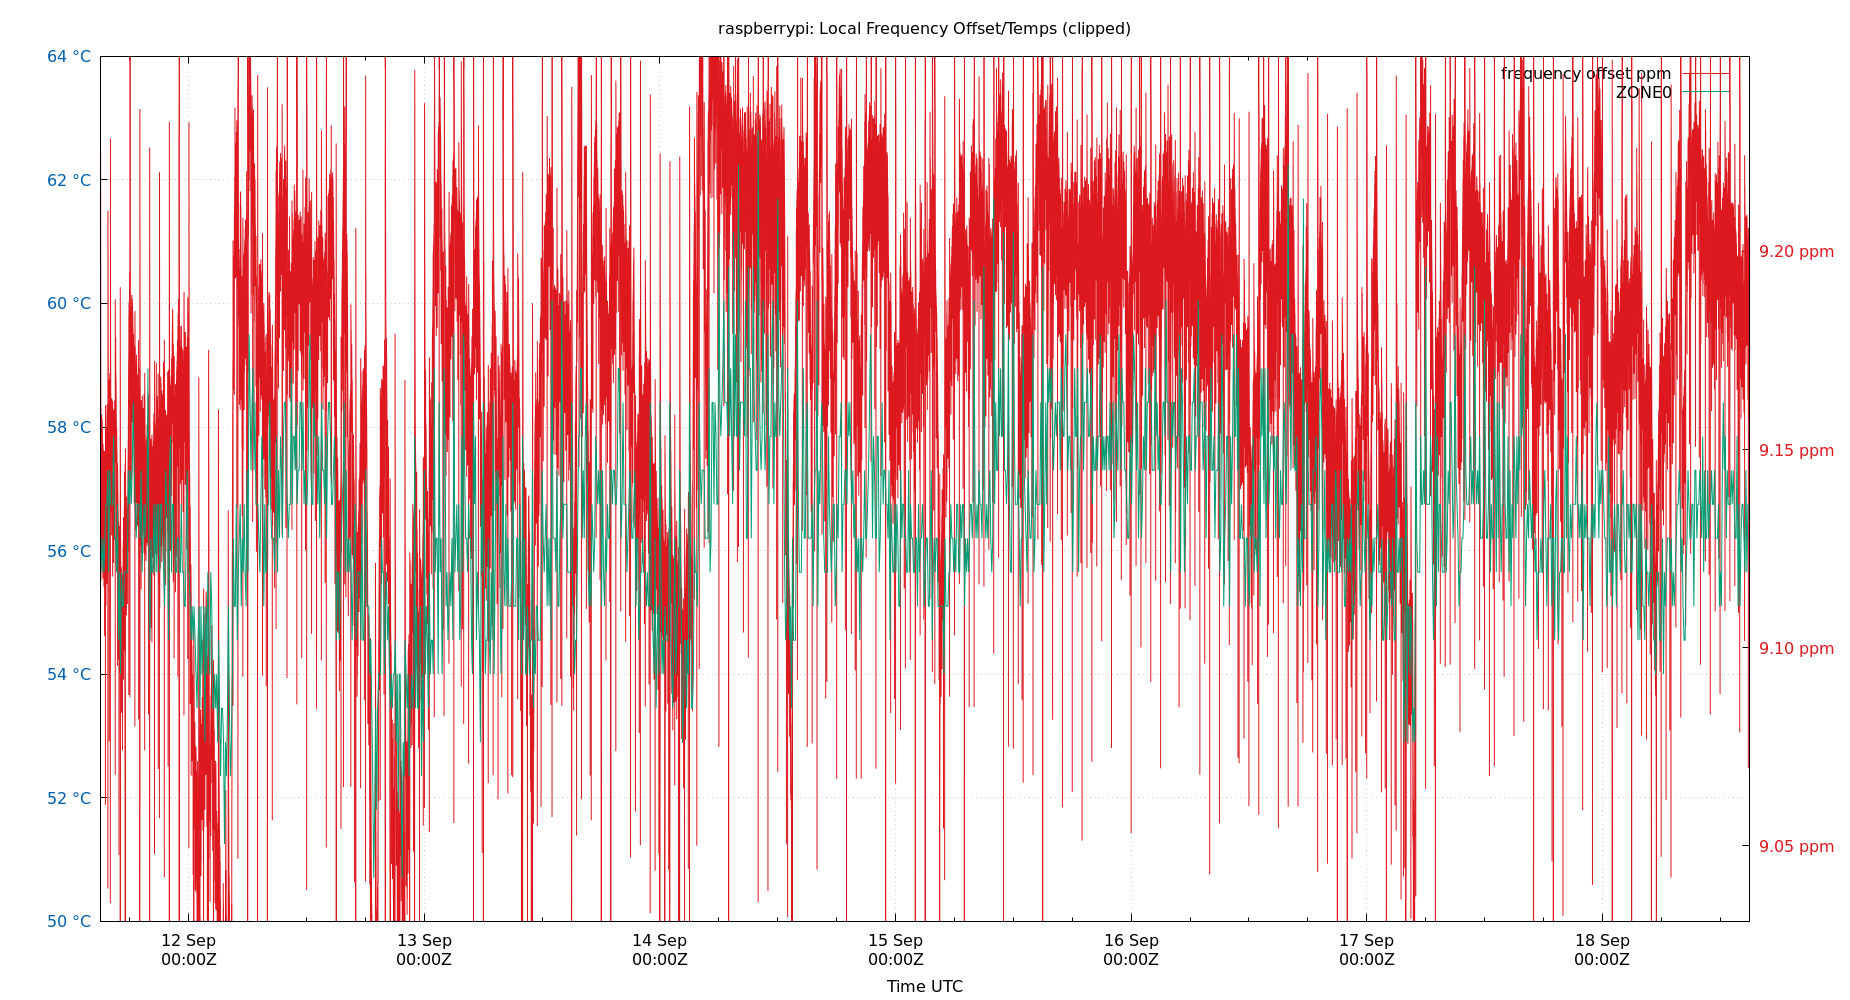 raspberrypi: Local Frequency Offset/Temps (clipped)
64 °C
62 °C
60 °C
58 °C
56 °C
54 °C
52 °C
50 °C
frequency offset ppm
ZONE0
9.20 ppm
9.15 ppm
9.10 ppm
9.05 ppm
12 Sep 13 Sep 14 Sep 15 Sep 16 Sep 17 Sep 18 Sep
00:00Z 00:00Z 00:00Z 00:00Z 00:00Z 00:00Z 00:00Z
Time UTC